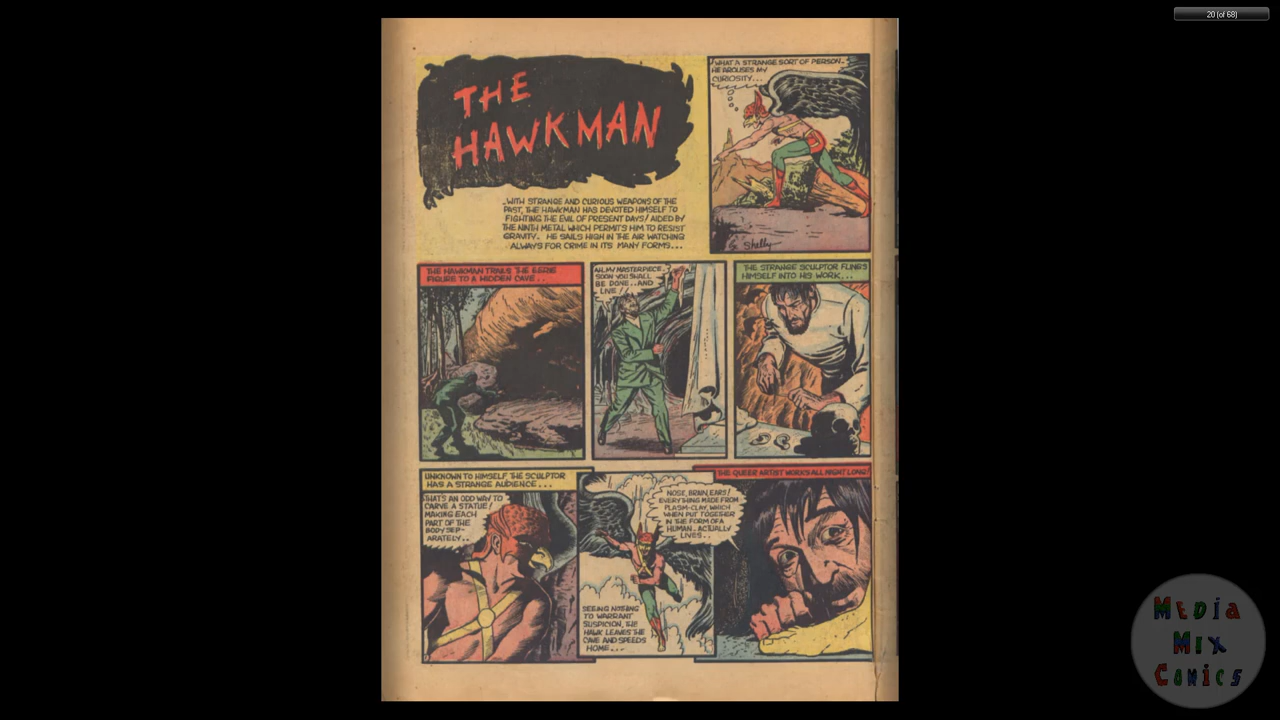 20 (of 68)
THE
HAWKMAN
..WITH STRANGE AND CURIOUS WEAPONS OF THE
PAST, THE HAWKMAN HAS DEVOTED HIMSELF TO
FIGHTING THE EVIL OF PRESENT DAYS! AIDED BY
THE NINTH METAL WHICH PERMITS HIM TO RESIST
GRAVITY. HE SAILS HIGH IN THE AIR WATCHING
ALWAYS FOR CRIME IN ITS MANY FORMS...
WHAT A STRANGE SORT OF PERSON..
HE AROUSES MY
CURIOSITY...
S. Shelly
THE HAWKMAN TRAILS THE EERIE
FIGURE TO A HIDDEN CAVE...
AH, MY MASTERPIECE.
SOON YOU SHALL
BE DONE...AND
LIVE!
THE STRANGE SCULPTOR FLINGS
HIMSELF INTO HIS WORK...
UNKNOWN TO HIMSELF THE SCULPTOR
HAS A STRANGE AUDIENCE...
THAT'S AN ODD WAY TO
CARVE A STATUE!
MAKING EACH
PART OF THE
BODY SEP-
ARATELY..
SEEING NOTHING
TO WARRANT
SUSPICION, THE
HAWK LEAVES THE
CAVE AND SPEEDS
HOME...
THE QUEER ARTIST WORKS ALL NIGHT LONG!
NOSE, BRAIN, EARS!
EVERYTHING MADE FROM
PLASM-CLAY, WHICH
WHEN PUT TOGETHER
IN THE FORM OF A
HUMAN.. ACTUALLY
LIVES..
MEDIA
MIX
COMICS